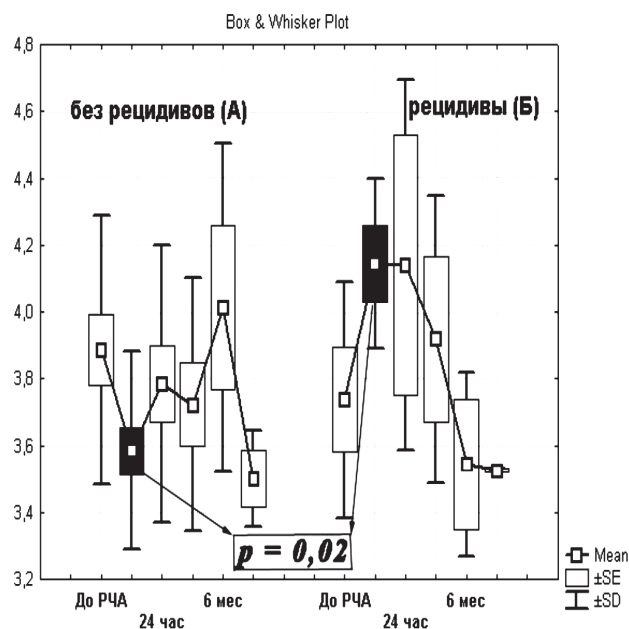 Box & Whisker Plot
4,8
4,6
4,4
4,2
4,0
3,8
3,6
3,4
3,2
без рецидивов (А)
рецидивы (Б)
p = 0,02
До РЧА
24 час
6 мес
До РЧА
24 час
6 мес
Mean
±SE
±SD